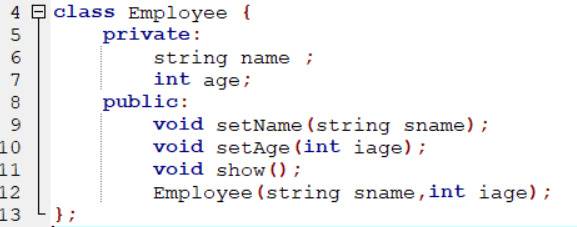 4 class Employee {
5 private:
6 string name ;
7 int age;
8 public:
9 void setName(string sname);
10 void setAge(int iage);
11 void show();
12 Employee(string sname,int iage);
13 };